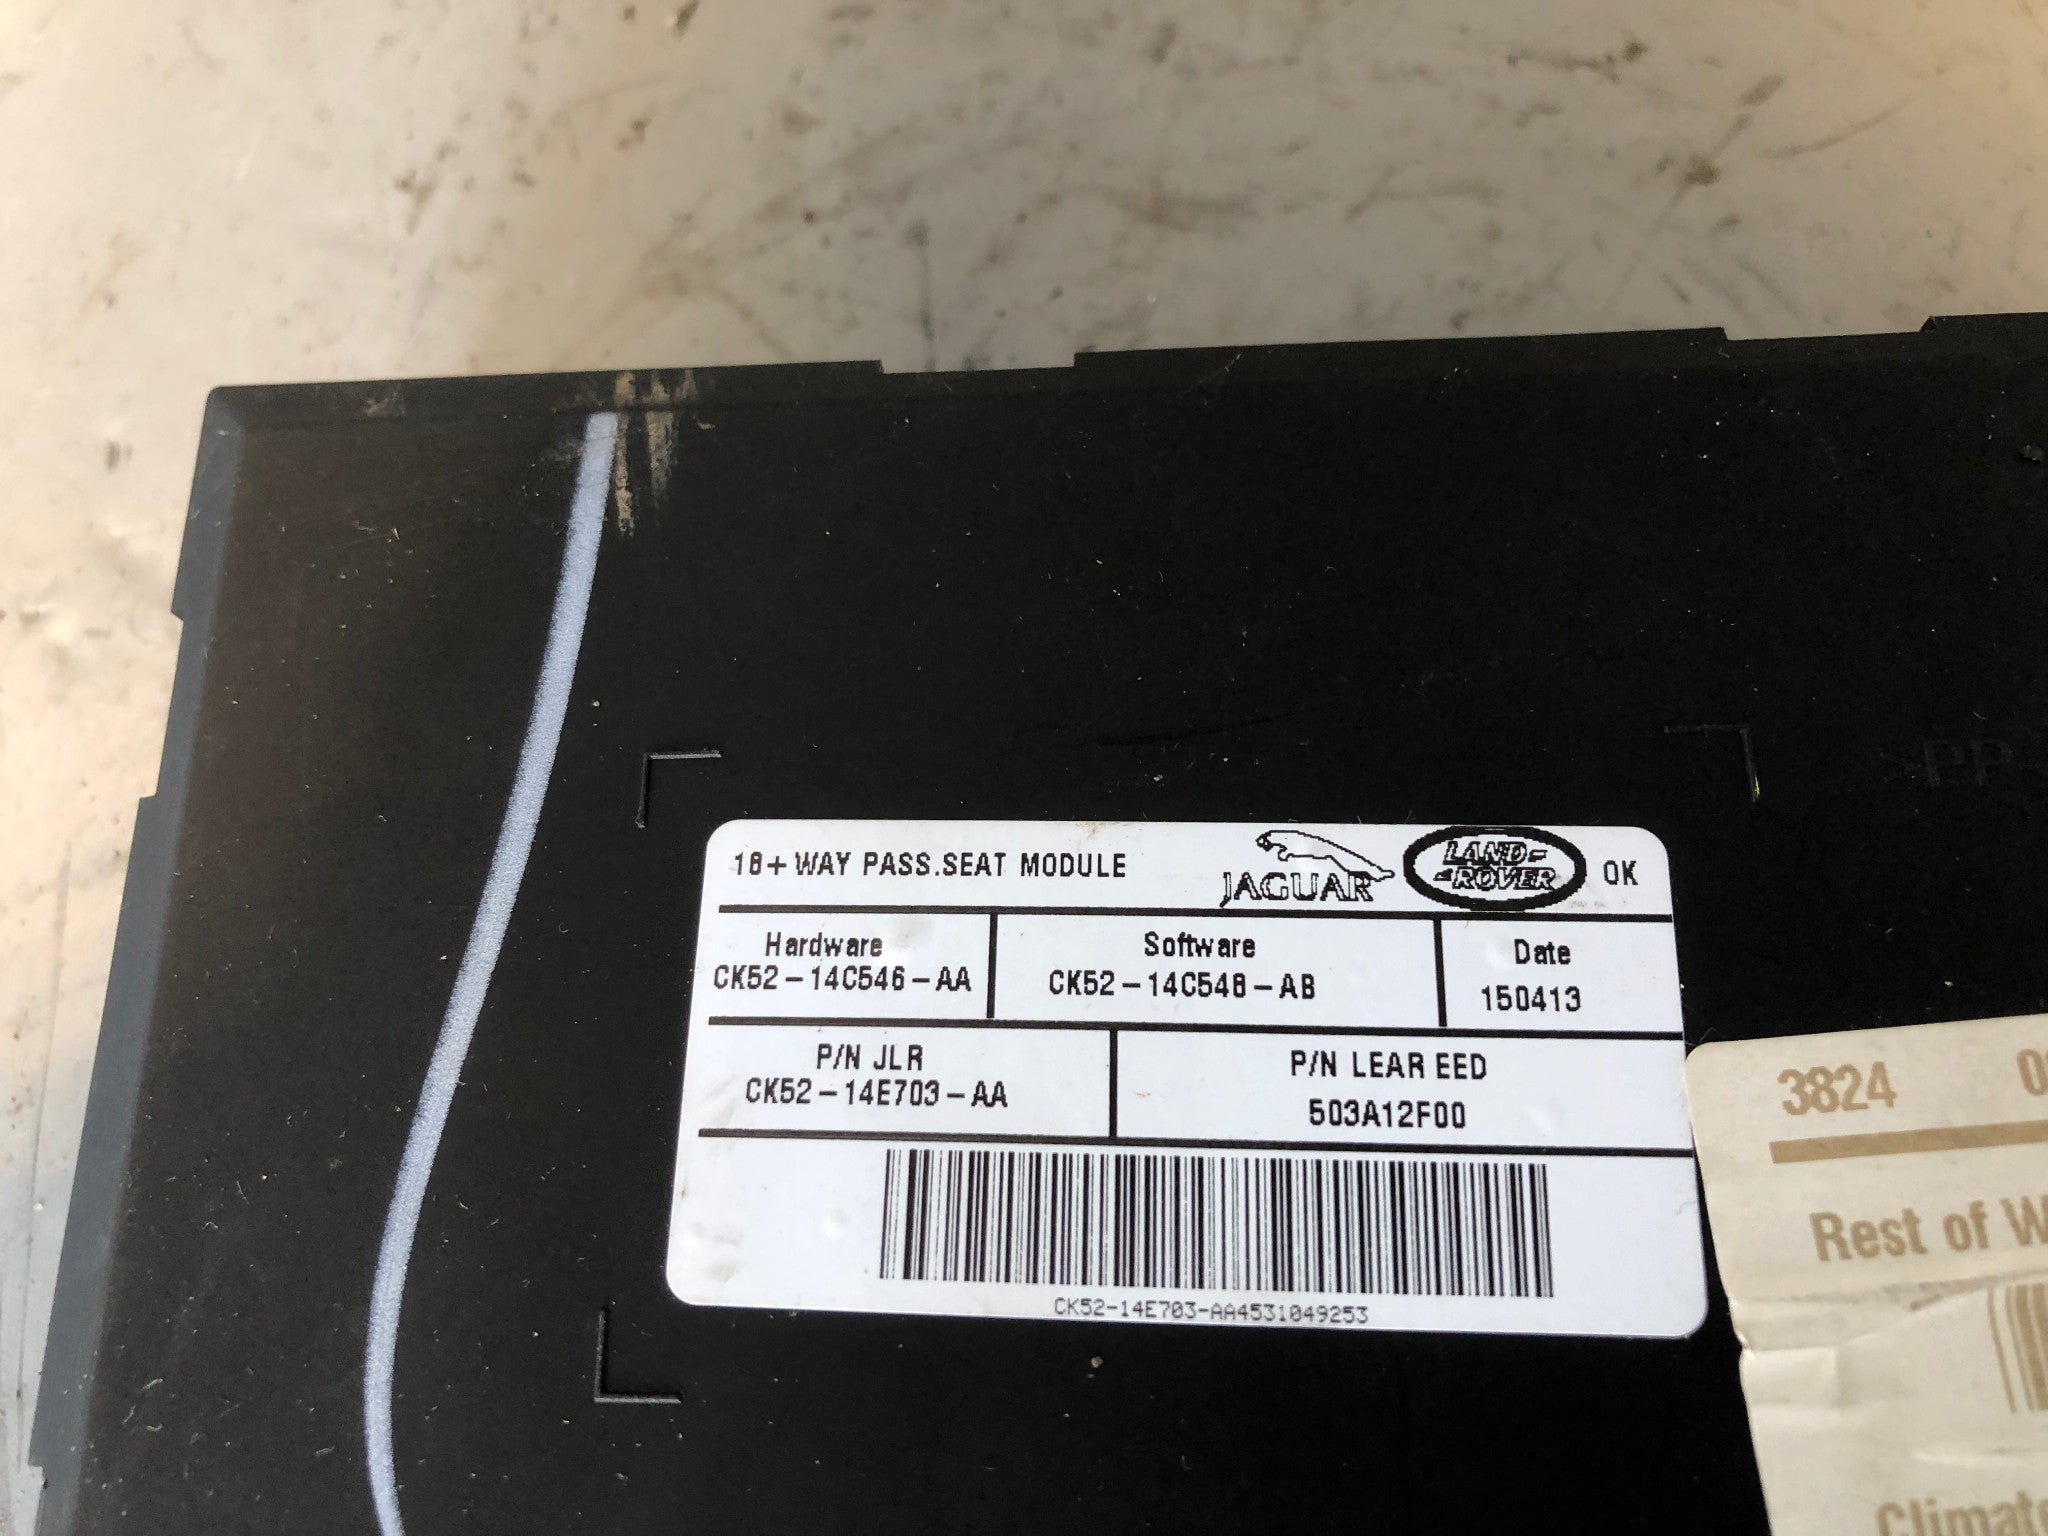 PP
18+WAY PASS.SEAT MODULE JAGUAR LAND-ROVER OK
Hardware Software Date
CK52-14C546-AA CK52-14C548-AB 150413
P/N JLR P/N LEAR EED
CK52-14E703-AA 503A12F00
CK52-14E703-AA4531049253
3824
Rest of